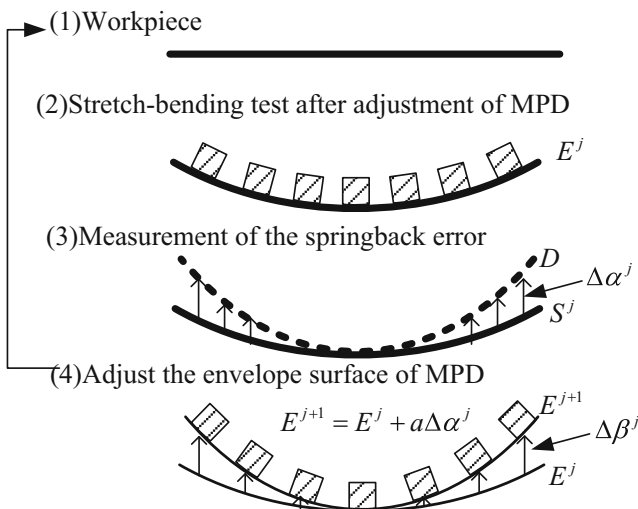 (1)Workpiece
(2)Stretch-bending test after adjustment of MPD
E^j
(3)Measurement of the springback error
D
Δα^j
S^j
(4)Adjust the envelope surface of MPD
E^{j+1} = E^j + aΔα^j
E^{j+1}
Δβ^j
E^j